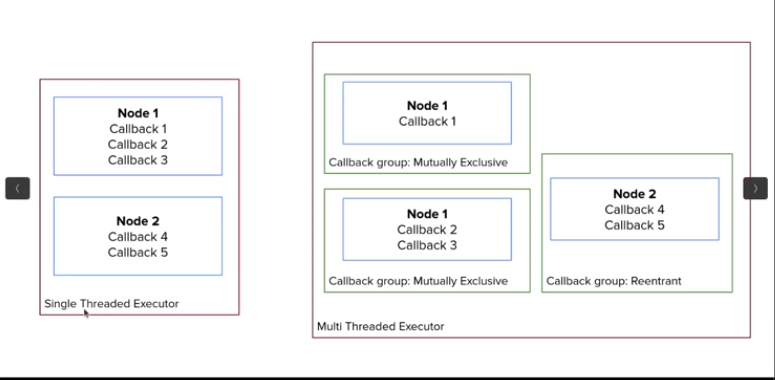 Node 1
Callback 1
Callback 2
Callback 3
Node 2
Callback 4
Callback 5
Single Threaded Executor
Node 1
Callback 1
Callback group: Mutually Exclusive
Node 1
Callback 2
Callback 3
Callback group: Mutually Exclusive
Node 2
Callback 4
Callback 5
Callback group: Reentrant
Multi Threaded Executor